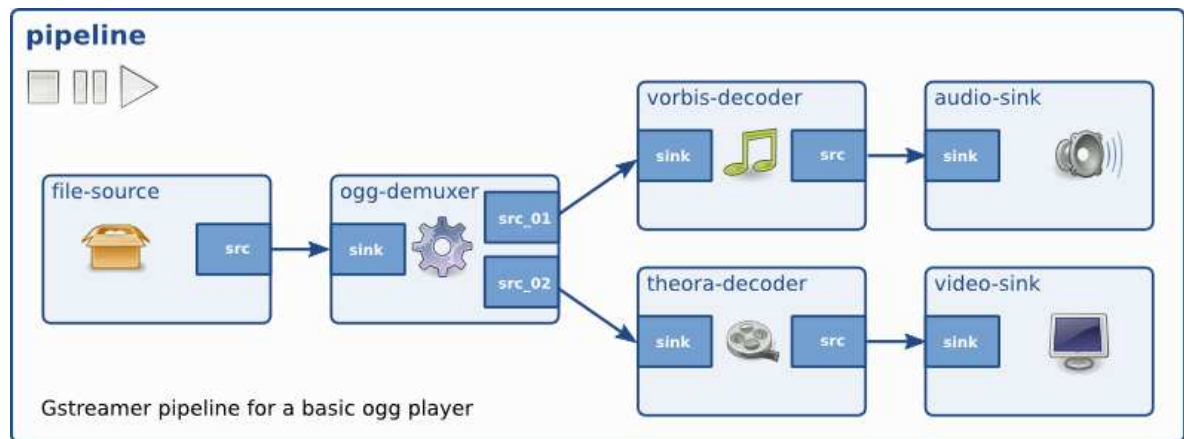 pipeline
file-source
src
ogg-demuxer
sink
src_01
src_02
vorbis-decoder
sink
src
audio-sink
sink
theora-decoder
sink
src
video-sink
sink
Gstreamer pipeline for a basic ogg player